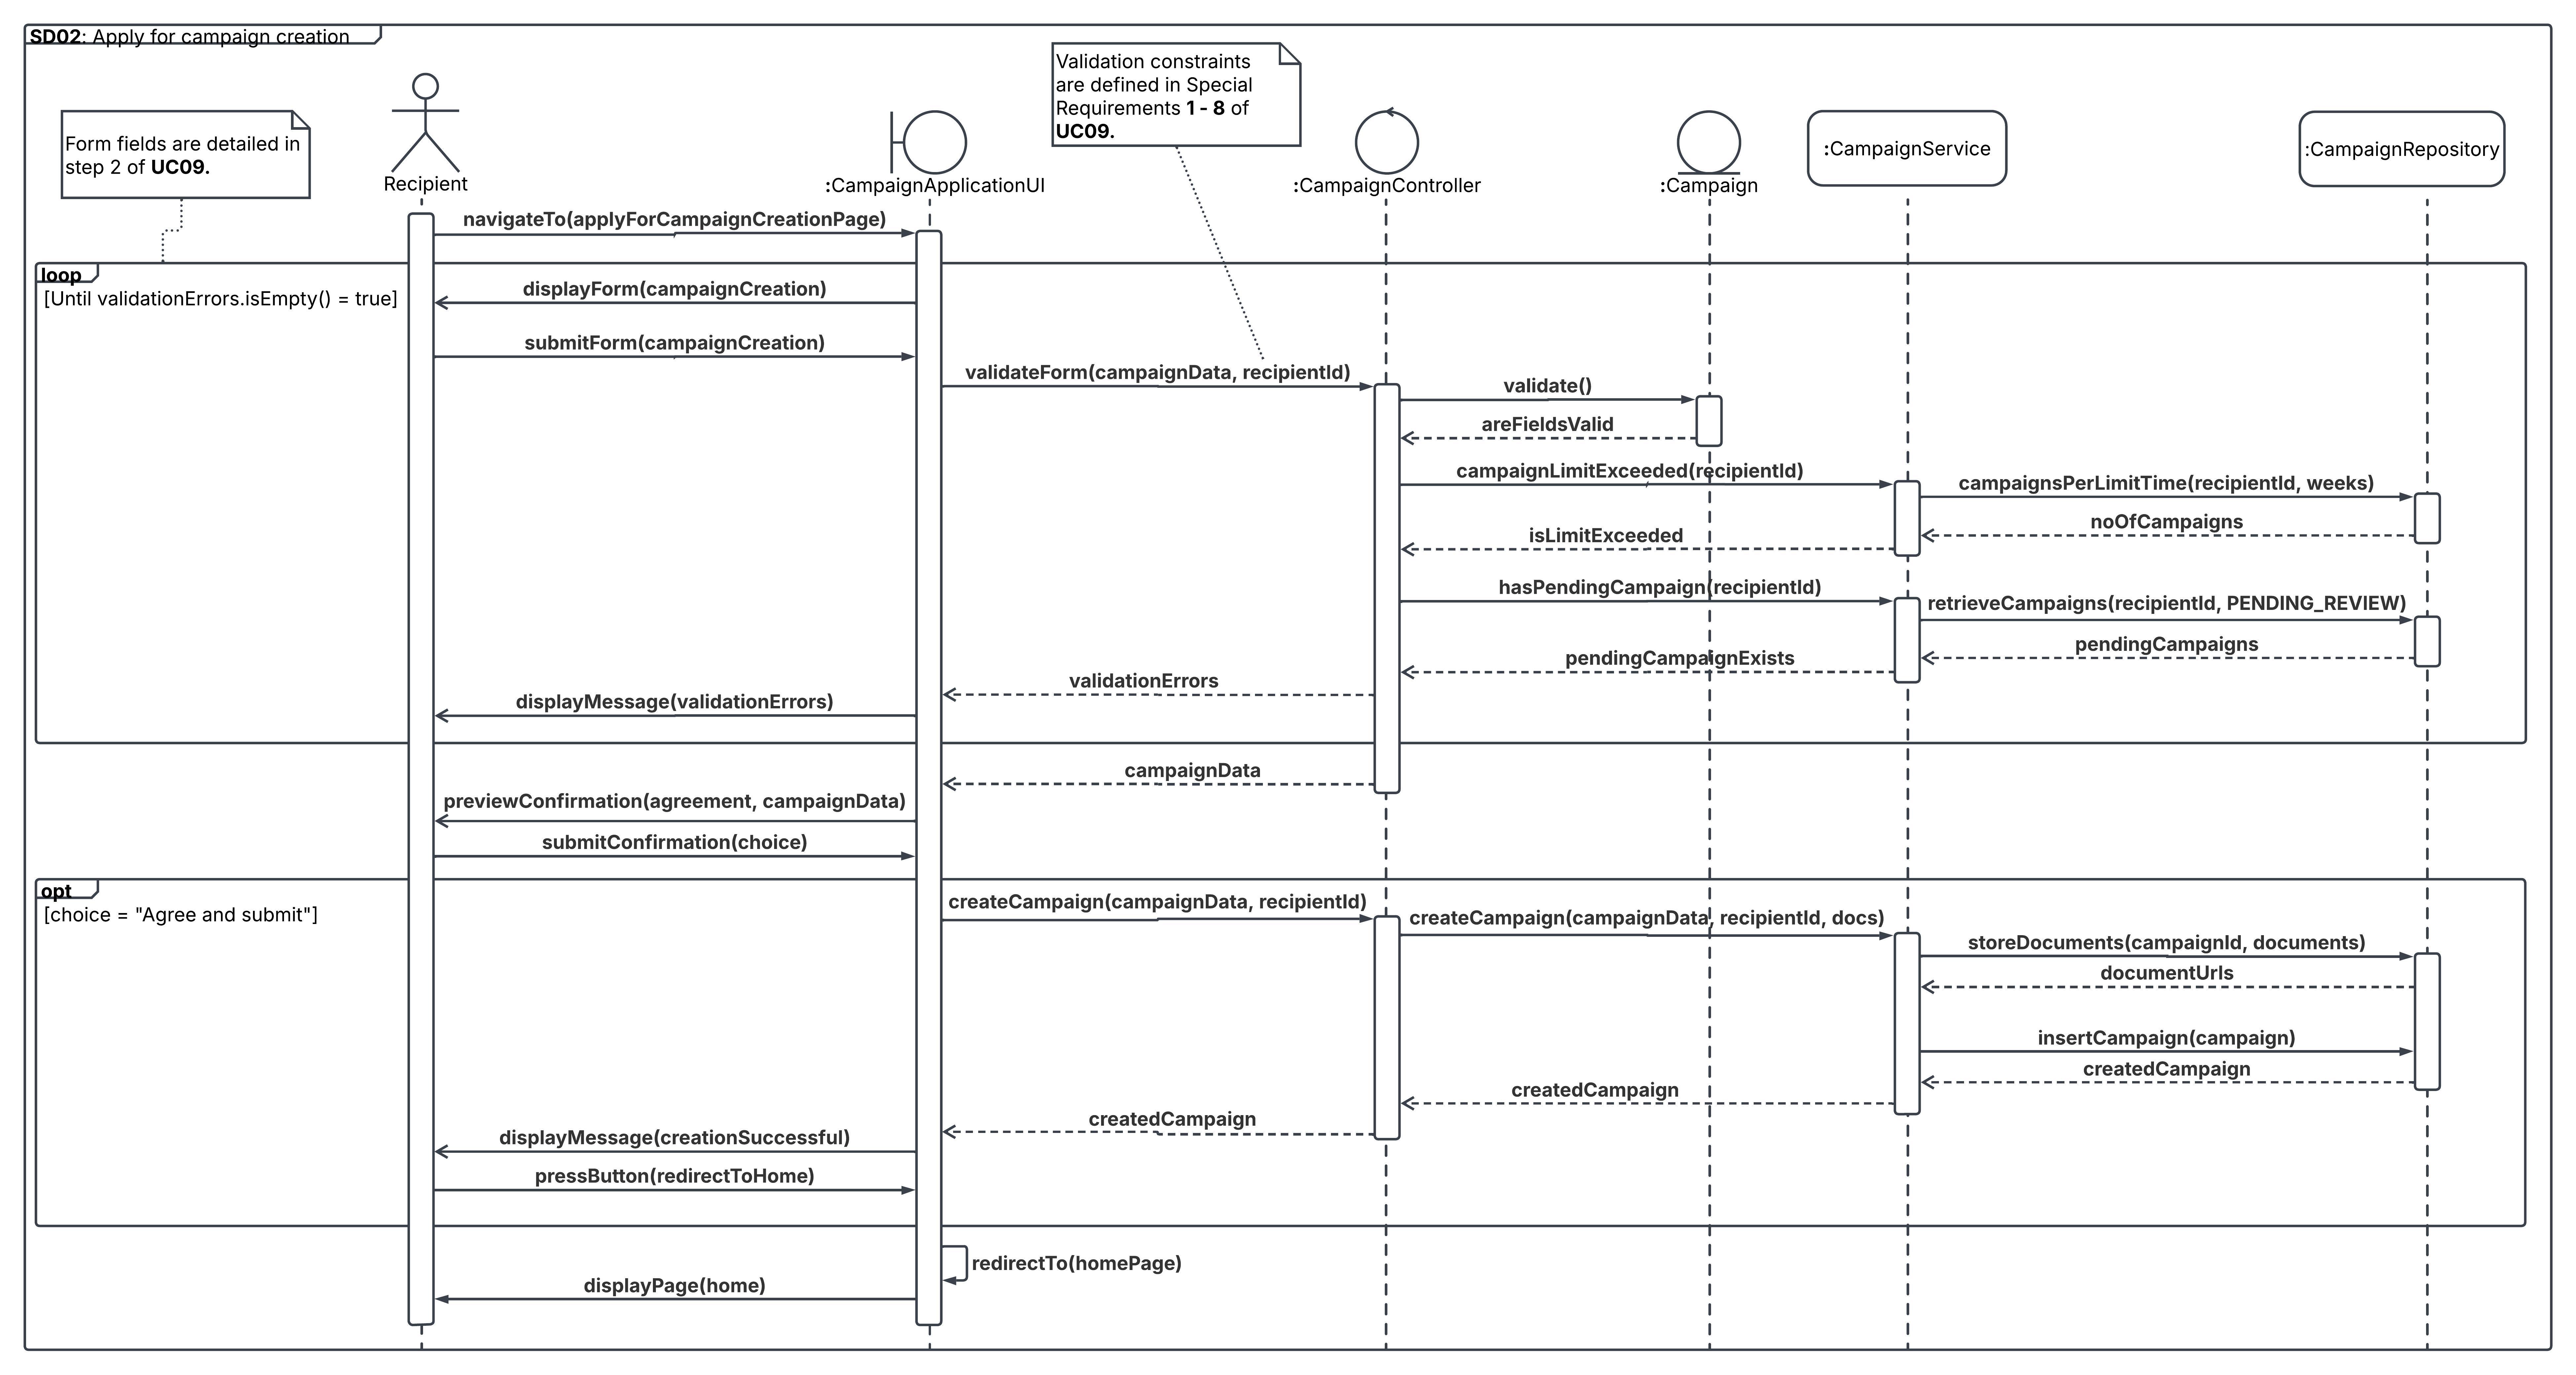 SD02: Apply for campaign creation
Validation constraints
are defined in Special
Requirements 1 - 8 of
UC09.
Form fields are detailed in
step 2 of UC09.
Recipient
:CampaignApplicationUI
:CampaignController
:Campaign
:CampaignService
:CampaignRepository
navigateTo(applyForCampaignCreationPage)
loop
[Until validationErrors.isEmpty() = true]
displayForm(campaignCreation)
submitForm(campaignCreation)
validateForm(campaignData, recipientId)
validate()
areFieldsValid
campaignLimitExceeded(recipientId)
campaignsPerLimitTime(recipientId, weeks)
noOfCampaigns
isLimitExceeded
hasPendingCampaign(recipientId)
retrieveCampaigns(recipientId, PENDING_REVIEW)
pendingCampaigns
pendingCampaignExists
validationErrors
displayMessage(validationErrors)
campaignData
previewConfirmation(agreement, campaignData)
submitConfirmation(choice)
opt
[choice = "Agree and submit"]
createCampaign(campaignData, recipientId)
createCampaign(campaignData, recipientId, docs)
storeDocuments(campaignId, documents)
documentUrls
insertCampaign(campaign)
createdCampaign
createdCampaign
createdCampaign
displayMessage(creationSuccessful)
pressButton(redirectToHome)
redirectTo(homePage)
displayPage(home)